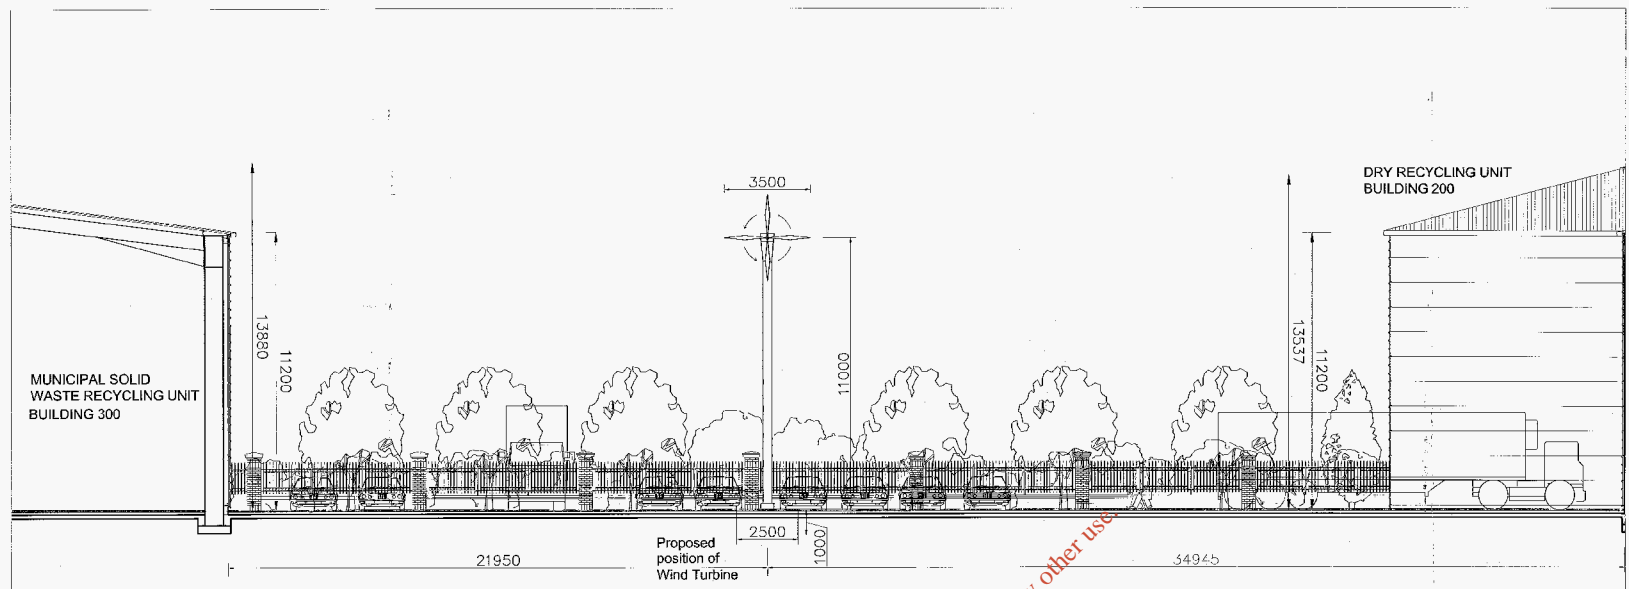 3500
DRY RECYCLING UNIT
BUILDING 200
13880
11200
11000
13537
11200
MUNICIPAL SOLID
WASTE RECYCLING UNIT
BUILDING 300
2500
1000
Proposed
position of
Wind Turbine
21950
34945
other use.